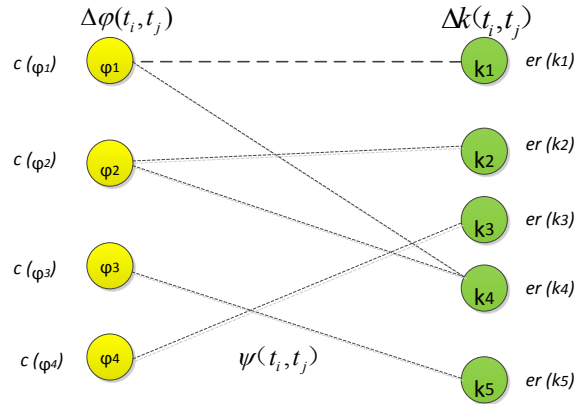 Δφ(t_i, t_j) Δk(t_i, t_j)
c (φ1) φ1 k1 er (k1)
c (φ2) φ2 k2 er (k2)
k3 er (k3)
c (φ3) φ3 k4 er (k4)
c (φ4) φ4 ψ(t_i, t_j) k5 er (k5)